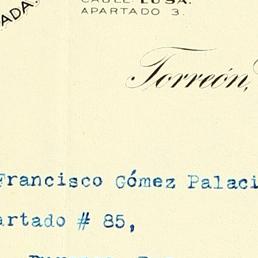 CABLE LUSA.
ADA.
APARTADO 3.
Torreón,
Francisco Gómez Palaci
artado # 85,